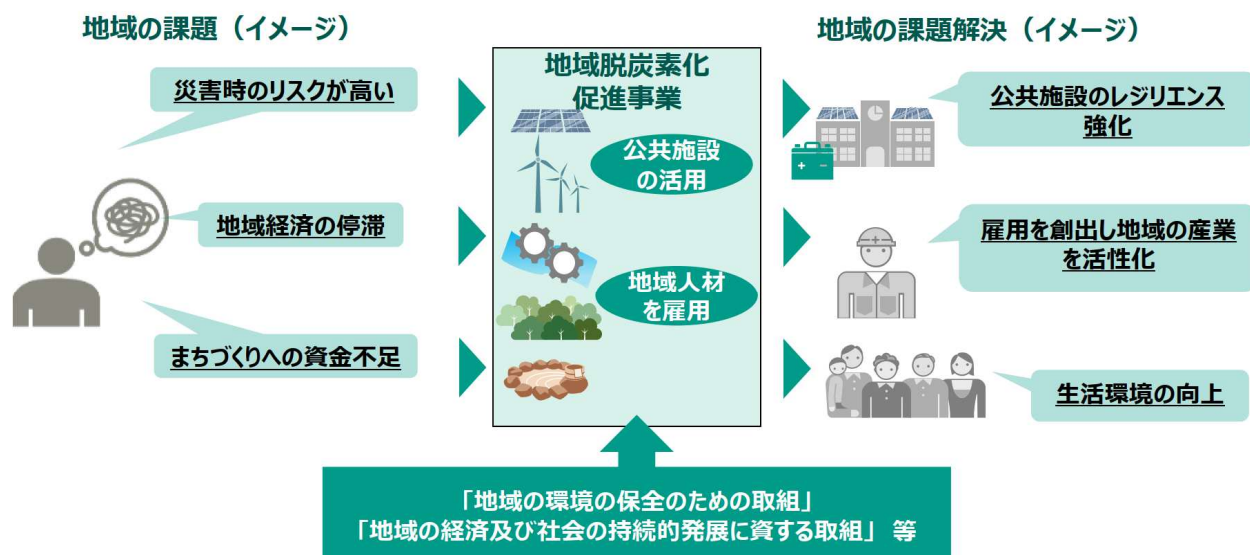 地域の課題（イメージ）
災害時のリスクが高い
地域経済の停滞
まちづくりへの資金不足
地域脱炭素化
促進事業
公共施設
の活用
地域人材
を雇用
地域の課題解決（イメージ）
公共施設のレジリエンス
強化
雇用を創出し地域の産業
を活性化
生活環境の向上
「地域の環境の保全のための取組」
「地域の経済及び社会の持続的発展に資する取組」 等